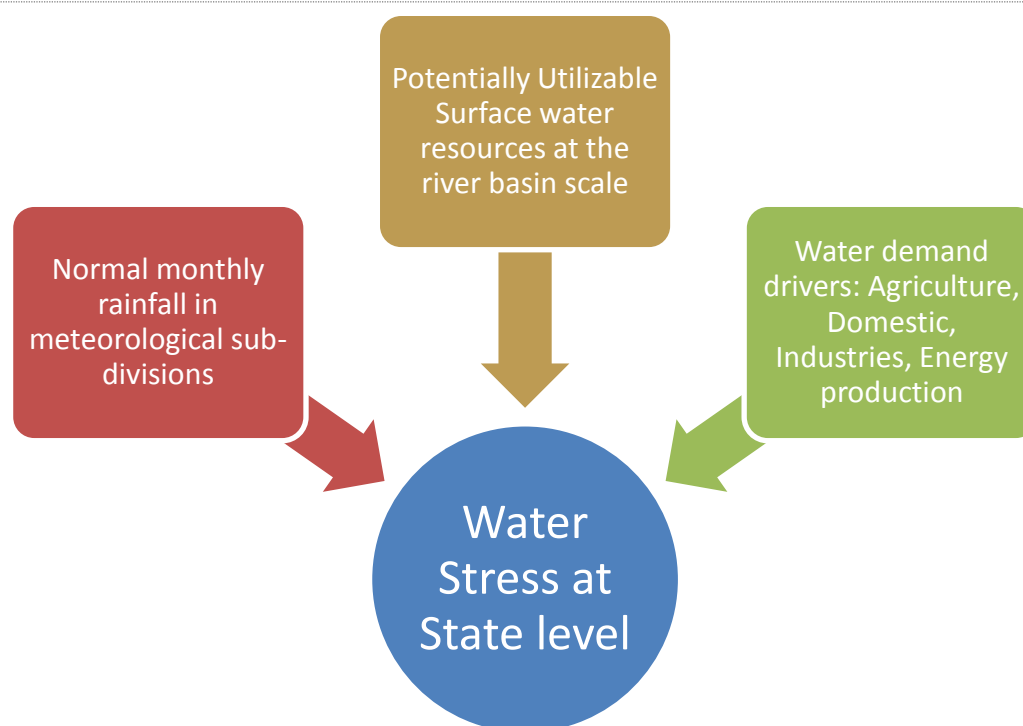 Potentially Utilizable
Surface water
resources at the
river basin scale
Normal monthly
rainfall in
meteorological sub-
divisions
Water demand
drivers: Agriculture,
Domestic,
Industries, Energy
production
Water
Stress at
State level